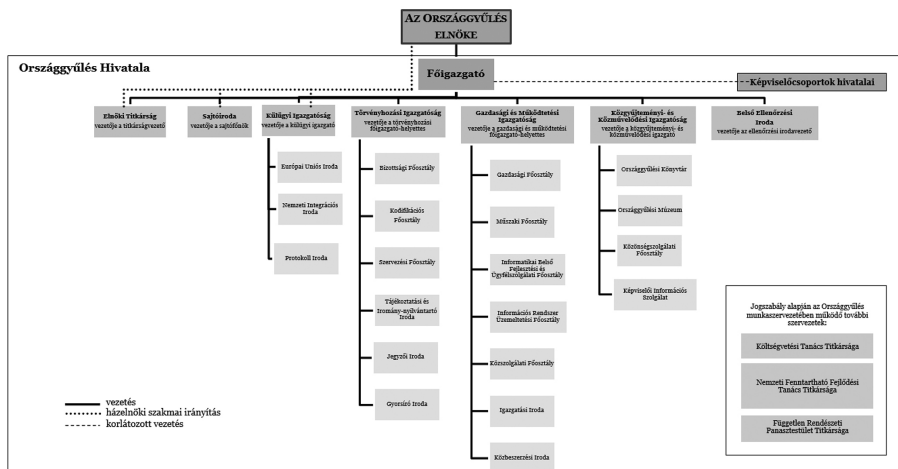 AZ ORSZÁGGYŰLÉS
ELNÖKE
Országgyűlés Hivatala
Főigazgató
Képviselőcsoportok hivatalai
Elnöki Titkárság
vezetője a titkárságvezető
Sajtóiroda
vezetője a sajtófőnök
Külügyi Igazgatóság
vezetője a külügyi igazgató
Európai Uniós Iroda
Nemzeti Integrációs
Iroda
Protokoll Iroda
Törvényhozási Igazgatóság
vezetője a törvényhozási
főigazgató-helyettes
Bizottsági Főosztály
Kodifikációs
Főosztály
Szervezési Főosztály
Tájékoztatási és
Iromány-nyilvántartó
Iroda
Jegyzői Iroda
Gyorsíró Iroda
Gazdasági és Működtetési
Igazgatóság
vezetője a gazdasági és működtetési
főigazgató-helyettes
Gazdasági Főosztály
Műszaki Főosztály
Informatikai Belső
Fejlesztési és
Ügyfélszolgálati Főosztály
Információs Rendszer
Üzemeltetési Főosztály
Közszolgálati Főosztály
Igazgatási Iroda
Közbeszerzési Iroda
Közgyűjteményi- és
Közművelődési Igazgatóság
vezetője a közgyűjteményi- és
közművelődési igazgató
Országgyűlési Könyvtár
Országgyűlési Múzeum
Közönségszolgálati
Főosztály
Képviselői Információs
Szolgálat
Belső Ellenőrzési
Iroda
vezetője az ellenőrzési irodavezető
Jogszabály alapján az Országgyűlés
munkaszervezetében működő további
szervezetek:
Költségvetési Tanács Titkársága
Nemzeti Fenntartható Fejlődési
Tanács Titkársága
Független Rendészeti
Panasztestület Titkársága
vezetés
házelnöki szakmai irányítás
korlátozott vezetés